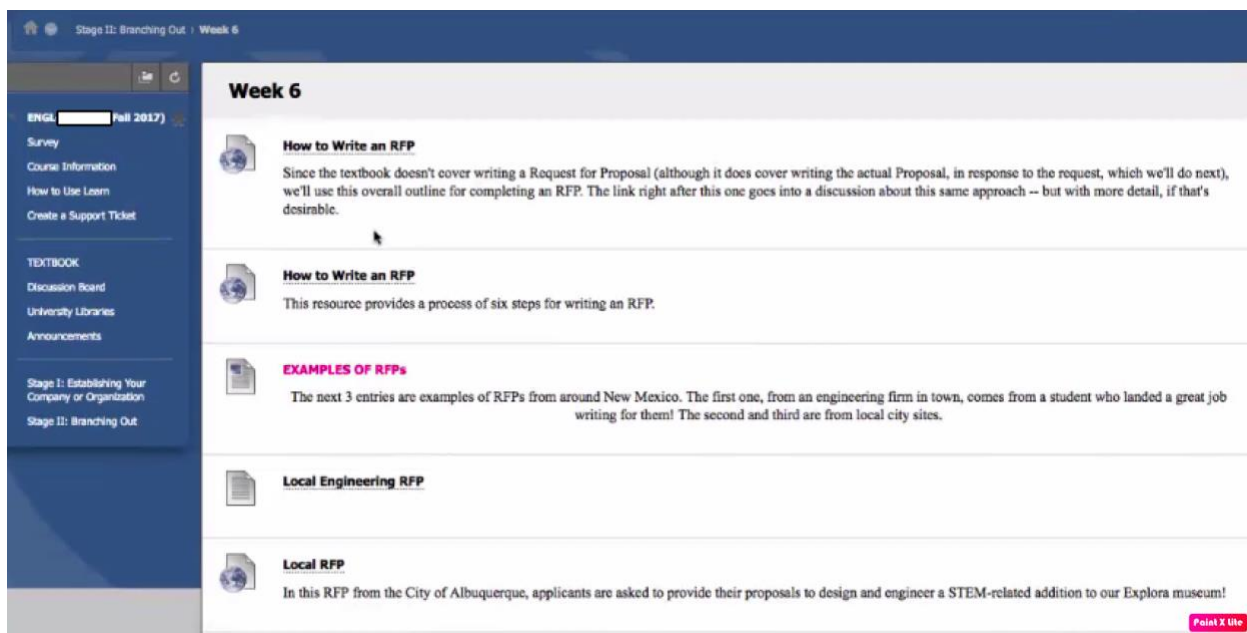 Stage II: Branching Out › Week 6
ENGL Fall 2017)
Survey
Course Information
How to Use Learn
Create a Support Ticket
TEXTBOOK
Discussion Board
University Libraries
Announcements
Stage I: Establishing Your
Company or Organization
Stage II: Branching Out
Week 6
How to Write an RFP
Since the textbook doesn't cover writing a Request for Proposal (although it does cover writing the actual Proposal, in response to the request, which we'll do next),
we'll use this overall outline for completing an RFP. The link right after this one goes into a discussion about this same approach -- but with more detail, if that's
desirable.
How to Write an RFP
This resource provides a process of six steps for writing an RFP.
EXAMPLES OF RFPs
The next 3 entries are examples of RFPs from around New Mexico. The first one, from an engineering firm in town, comes from a student who landed a great job
writing for them! The second and third are from local city sites.
Local Engineering RFP
Local RFP
In this RFP from the City of Albuquerque, applicants are asked to provide their proposals to design and engineer a STEM-related addition to our Explora museum!
Paint X lite